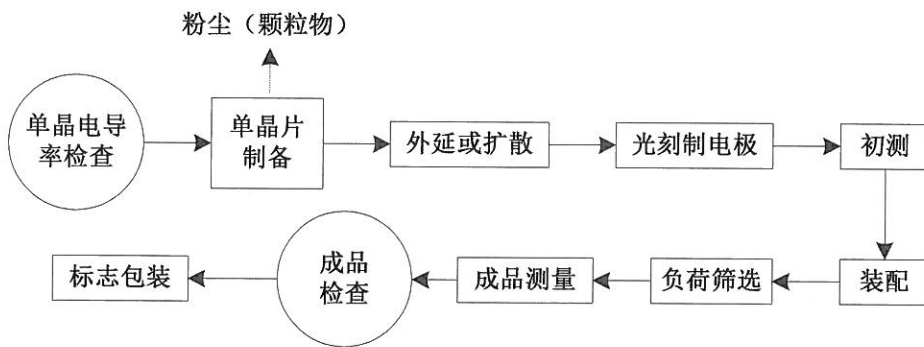 粉尘（颗粒物）
单晶电导
率检查
单晶片
制备
外延或扩散
光刻制电极
初测
标志包装
成品
检查
成品测量
负荷筛选
装配